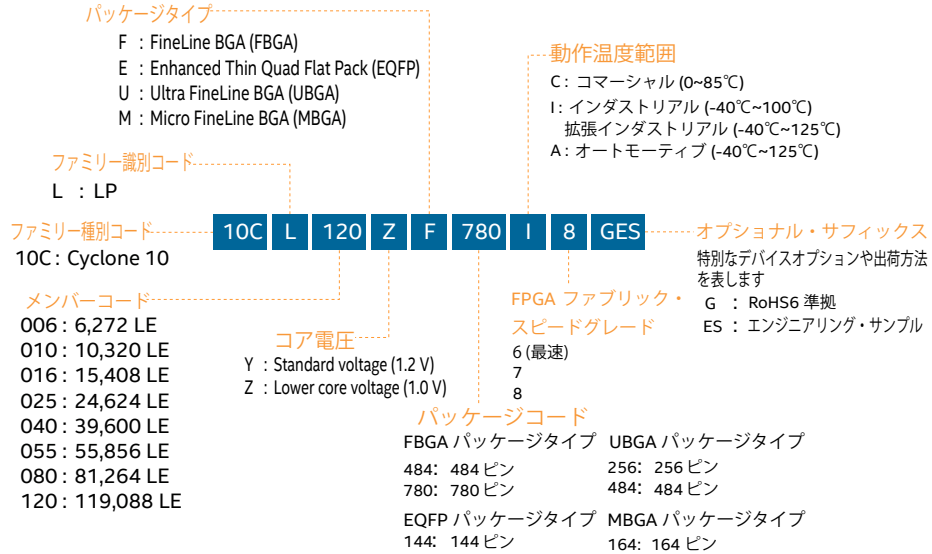 パッケージタイプ
F : FineLine BGA (FBGA)
E : Enhanced Thin Quad Flat Pack (EQFP)
U : Ultra FineLine BGA (UBGA)
M : Micro FineLine BGA (MBGA)
動作温度範囲
C : コマーシャル (0~85℃)
I : インダストリアル (-40℃~100℃)
拡張インダストリアル (-40℃~125℃)
A : オートモーティブ (-40℃~125℃)
ファミリー識別コード
L : LP
ファミリー種別コード
10C : Cyclone 10
10C L 120 Z F 780 I 8 GES
オプショナル・サフィックス
特別なデバイスオプションや出荷方法
を表します
G : RoHS6 準拠
ES : エンジニアリング・サンプル
メンバーコード
006 : 6,272 LE
010 : 10,320 LE
016 : 15,408 LE
025 : 24,624 LE
040 : 39,600 LE
055 : 55,856 LE
080 : 81,264 LE
120 : 119,088 LE
コア電圧
Y : Standard voltage (1.2 V)
Z : Lower core voltage (1.0 V)
FPGA ファブリック・
スピードグレード
6 (最速)
7
8
パッケージコード
FBGA パッケージタイプ
484: 484 ピン
780: 780 ピン
UBGA パッケージタイプ
256: 256 ピン
484: 484 ピン
EQFP パッケージタイプ
144: 144 ピン
MBGA パッケージタイプ
164: 164 ピン